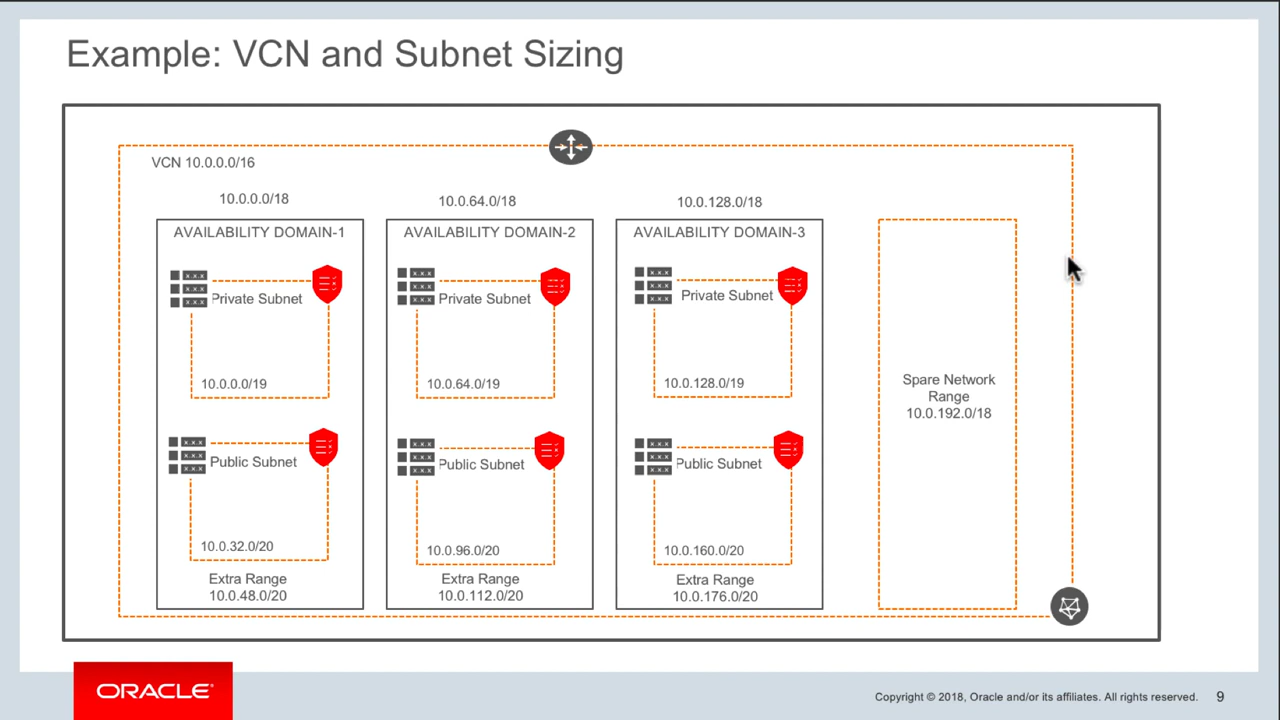 Example: VCN and Subnet Sizing
VCN 10.0.0.0/16
10.0.0.0/18
10.0.64.0/18
10.0.128.0/18
AVAILABILITY DOMAIN-1
AVAILABILITY DOMAIN-2
AVAILABILITY DOMAIN-3
x.x.x
x.x.x
x.x.x
Private Subnet
x.x.x
x.x.x
x.x.x
Private Subnet
x.x.x
x.x.x
x.x.x
Private Subnet
10.0.0.0/19
10.0.64.0/19
10.0.128.0/19
Spare Network
Range
10.0.192.0/18
x.x.x
x.x.x
x.x.x
Public Subnet
x.x.x
x.x.x
x.x.x
Public Subnet
x.x.x
x.x.x
x.x.x
Public Subnet
10.0.32.0/20
10.0.96.0/20
10.0.160.0/20
Extra Range
10.0.48.0/20
Extra Range
10.0.112.0/20
Extra Range
10.0.176.0/20
ORACLE®
Copyright © 2018, Oracle and/or its affiliates. All rights reserved. 9